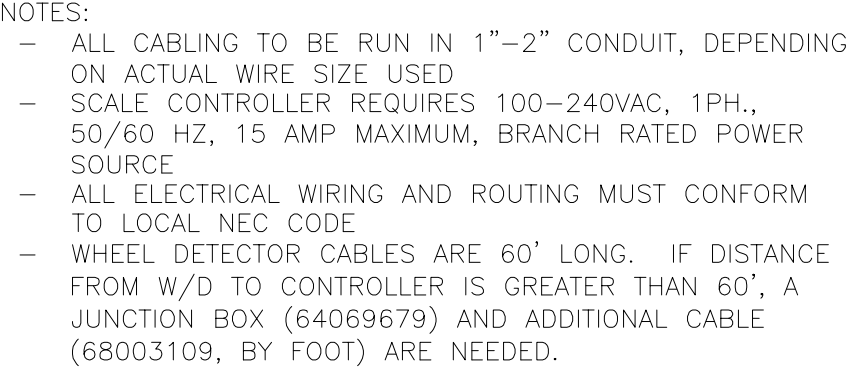 NOTES:
– ALL CABLING TO BE RUN IN 1"–2" CONDUIT, DEPENDING
ON ACTUAL WIRE SIZE USED
– SCALE CONTROLLER REQUIRES 100–240VAC, 1PH.,
50/60 HZ, 15 AMP MAXIMUM, BRANCH RATED POWER
SOURCE
– ALL ELECTRICAL WIRING AND ROUTING MUST CONFORM
TO LOCAL NEC CODE
– WHEEL DETECTOR CABLES ARE 60' LONG. IF DISTANCE
FROM W/D TO CONTROLLER IS GREATER THAN 60', A
JUNCTION BOX (64069679) AND ADDITIONAL CABLE
(68003109, BY FOOT) ARE NEEDED.